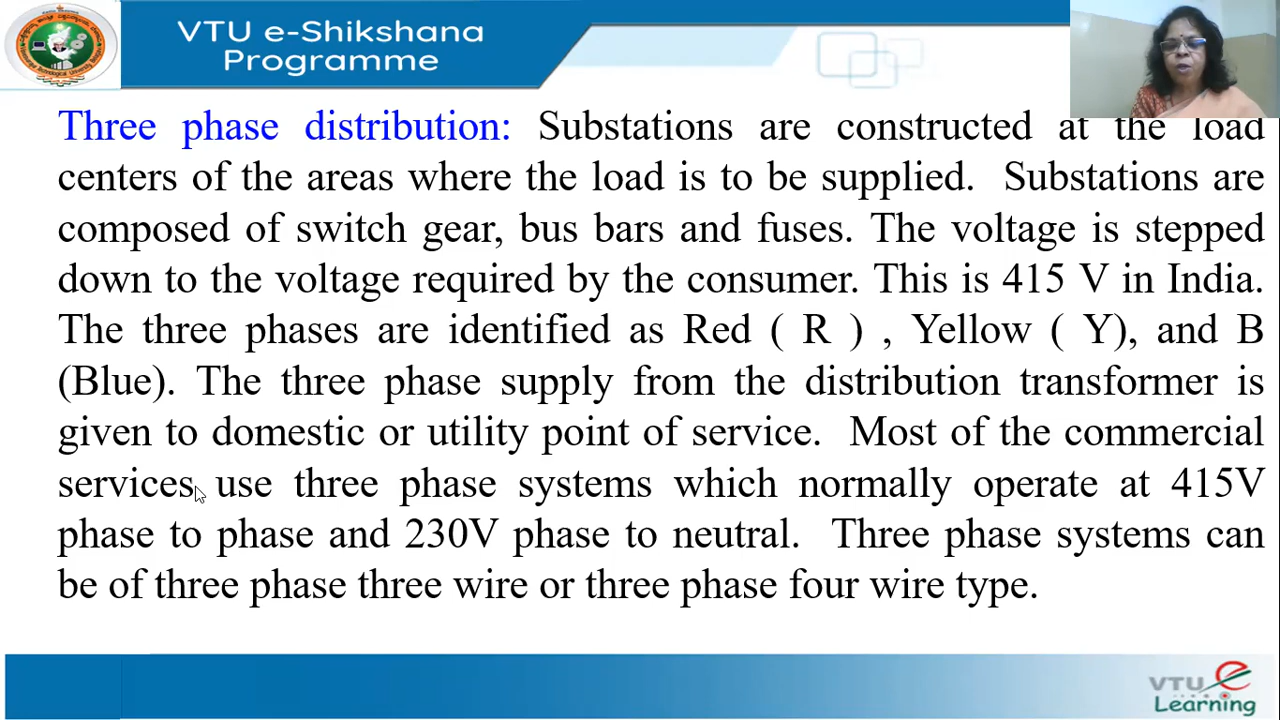 VTU e-Shikshana
Programme
Three phase distribution: Substations are constructed at the load
centers of the areas where the load is to be supplied. Substations are
composed of switch gear, bus bars and fuses. The voltage is stepped
down to the voltage required by the consumer. This is 415 V in India.
The three phases are identified as Red ( R ) , Yellow ( Y), and B
(Blue). The three phase supply from the distribution transformer is
given to domestic or utility point of service. Most of the commercial
services use three phase systems which normally operate at 415V
phase to phase and 230V phase to neutral. Three phase systems can
be of three phase three wire or three phase four wire type.
VTU e
Learning